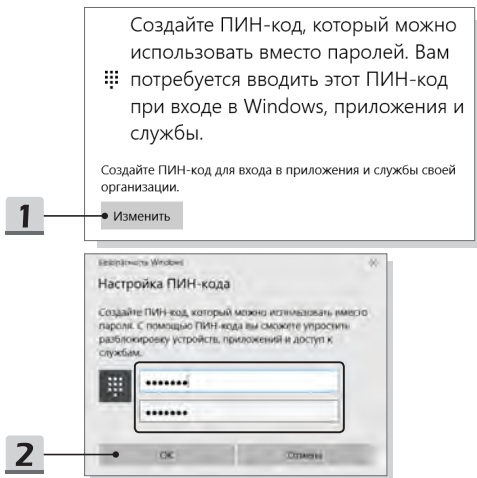 Создайте ПИН-код, который можно
использовать вместо паролей. Вам
потребуется вводить этот ПИН-код
при входе в Windows, приложения и
службы.
Создайте ПИН-код для входа в приложения и службы своей
организации.
1
Изменить
Безопасность Windows
Настройка ПИН-кода
Создайте ПИН-код, который можно использовать вместо
пароля. С помощью ПИН-кода вы сможете упростить
разблокировку устройств, приложений и доступ к
службам.
•••••••
•••••••
2
ОК
Отмена